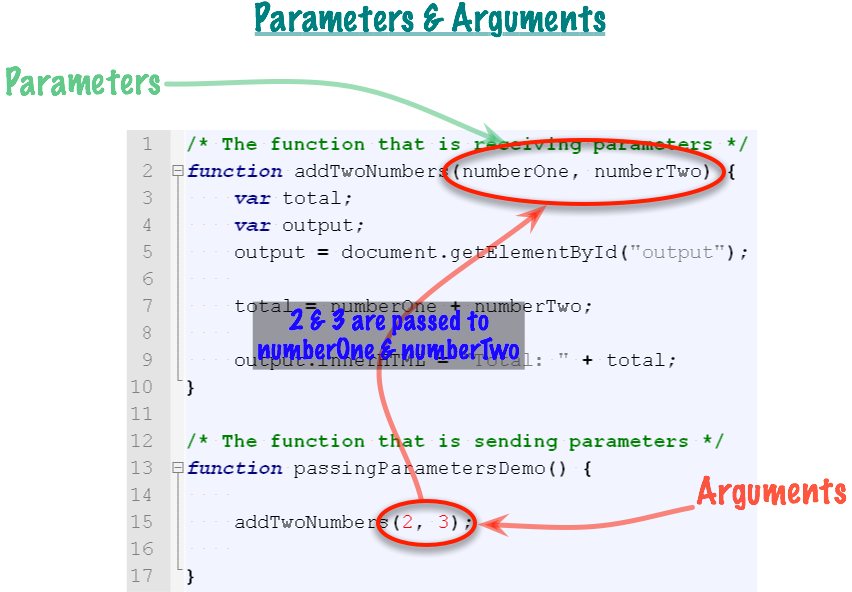 Parameters & Arguments
Parameters
1 /* The function that is receiving parameters */
2 function addTwoNumbers(numberOne, numberTwo) {
3 var total;
4 var output;
5 output = document.getElementById("output");
6
7 total = numberOne + numberTwo;
2 & 3 are passed to
8
numberOne & numberTwo
9 output.innerHTML = "Total: " + total;
10 }
11
12 /* The function that is sending parameters */
13 function passingParametersDemo() {
14
Arguments
15 addTwoNumbers(2, 3);
16
17 }